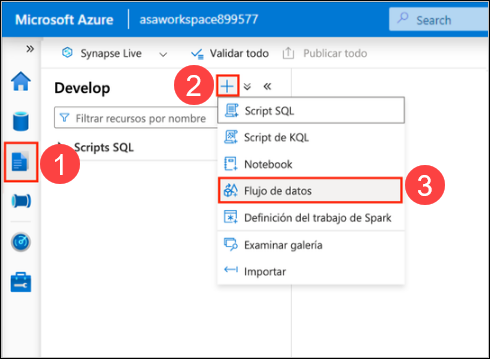 Microsoft Azure
asaworkspace899577
Search
Synapse Live
Validar todo
Publicar todo
Develop
2
Filtrar recursos por nombre
Script SQL
1
Scripts SQL
Script de KQL
Notebook
Flujo de datos
3
Definición del trabajo de Spark
Examinar galería
Importar